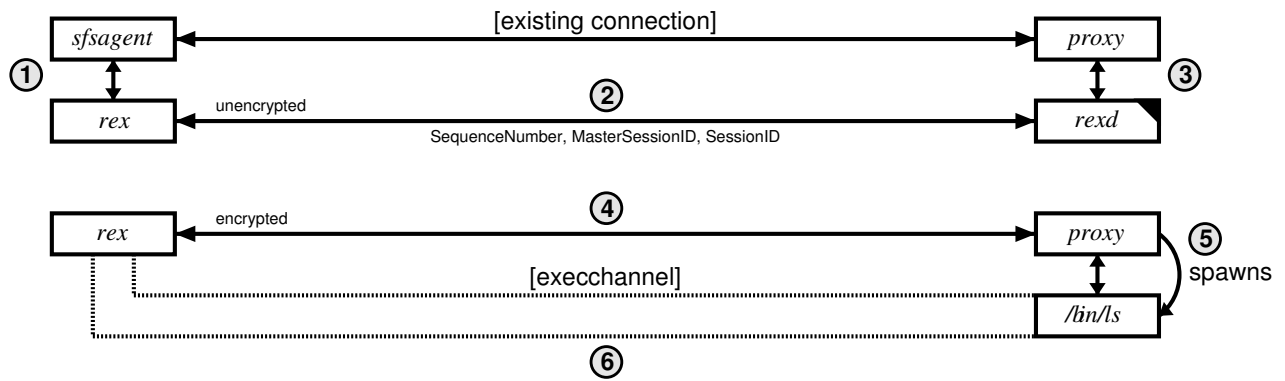 [existing connection]
sfsagent
proxy
1
3
2
unencrypted
rex
rexd
SequenceNumber, MasterSessionID, SessionID
4
encrypted
rex
proxy
5
spawns
[execchannel]
/bin/ls
6